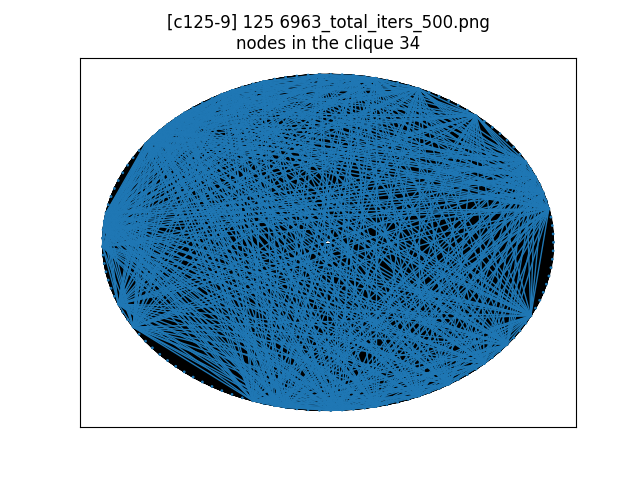 [c125-9] 125 6963_total_iters_500.png
nodes in the clique 34